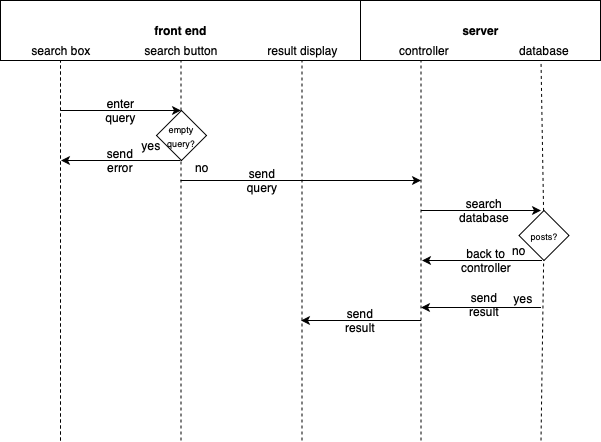 front end
server
search box
search button
result display
controller
database
enter
query
empty
query?
yes
send
error
no
send
query
search
database
posts?
back to
controller
no
send
result
yes
send
result